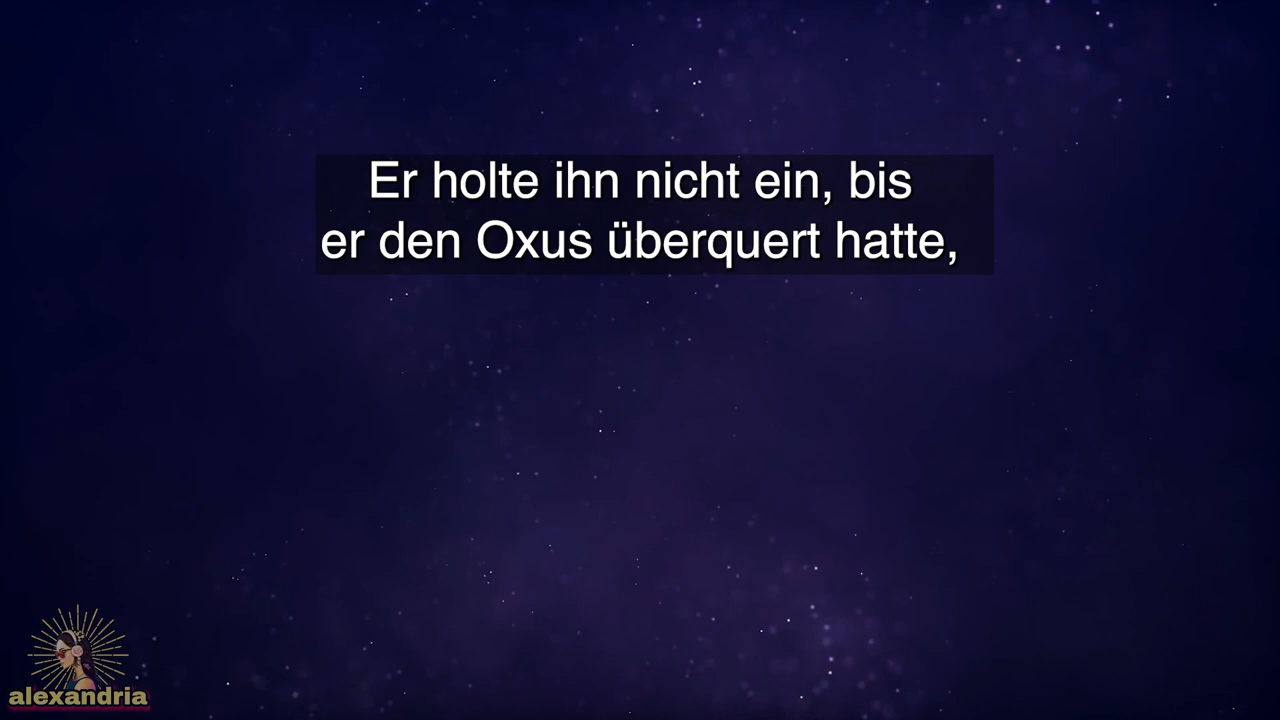 Er holte ihn nicht ein, bis
er den Oxus überquert hatte,
alexandria